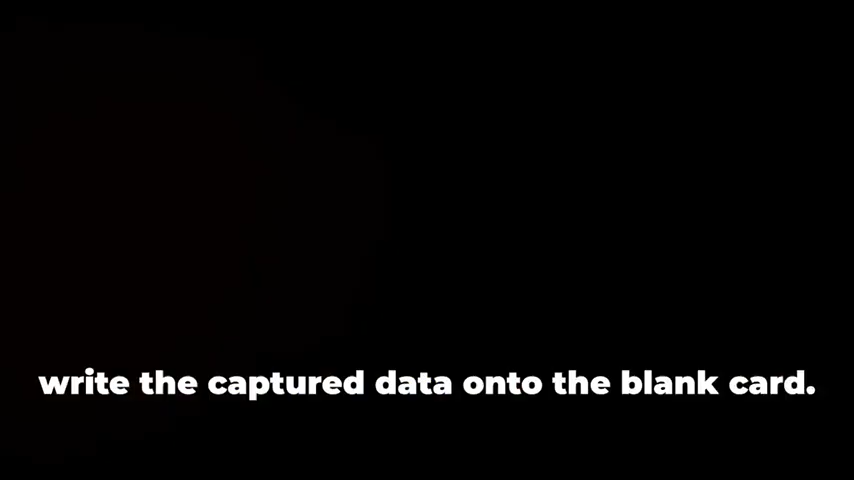 write the captured data onto the blank card.